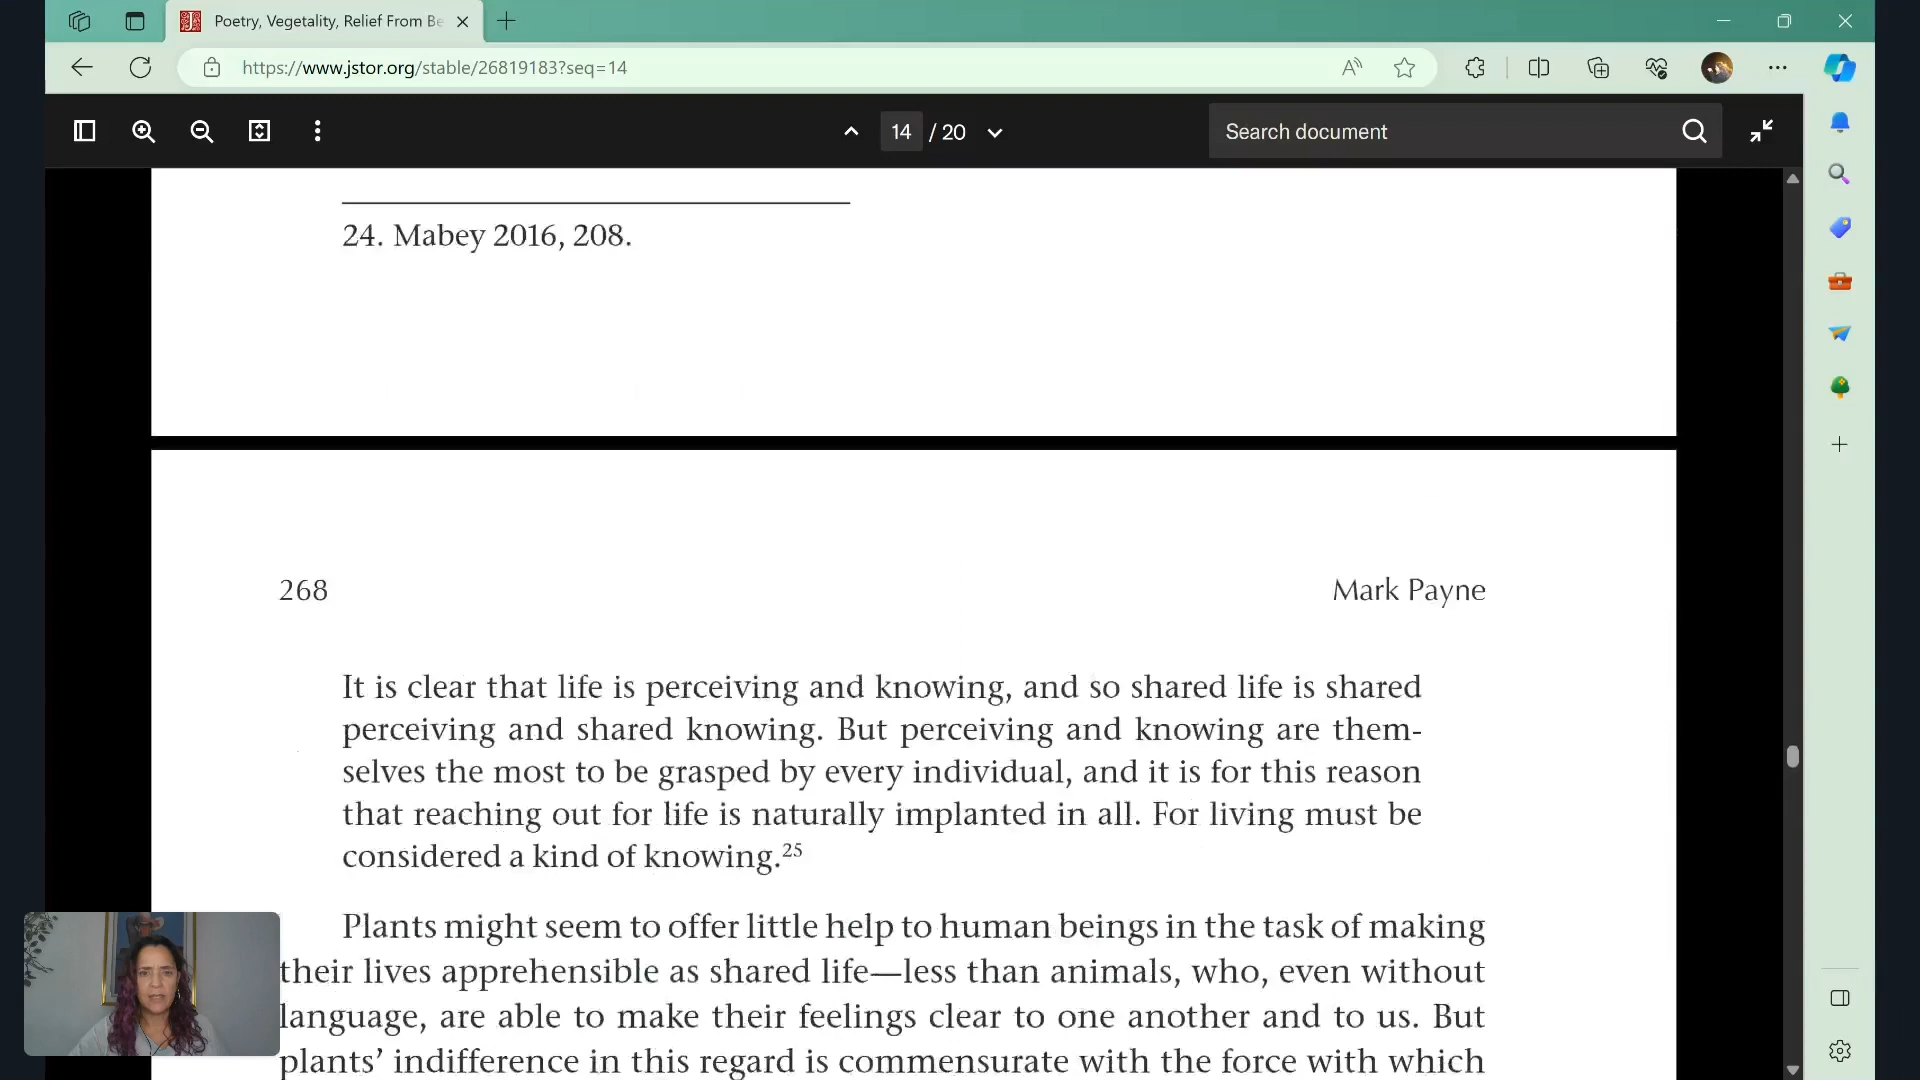 Poetry, Vegetality, Relief From Be
https://www.jstor.org/stable/26819183?seq=14
14 / 20
Search document
24. Mabey 2016, 208.
268
Mark Payne
It is clear that life is perceiving and knowing, and so shared life is shared
perceiving and shared knowing. But perceiving and knowing are them-
selves the most to be grasped by every individual, and it is for this reason
that reaching out for life is naturally implanted in all. For living must be
considered a kind of knowing.25
Plants might seem to offer little help to human beings in the task of making
their lives apprehensible as shared life—less than animals, who, even without
language, are able to make their feelings clear to one another and to us. But
plants’ indifference in this regard is commensurate with the force with which